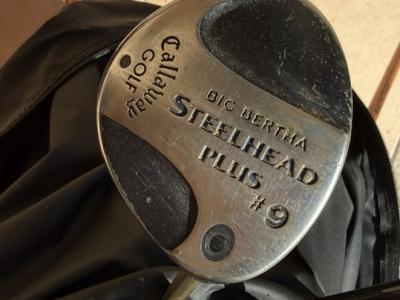 Callaway
GOLF
BIG BERTHA
STEELHEAD
PLUS
#9